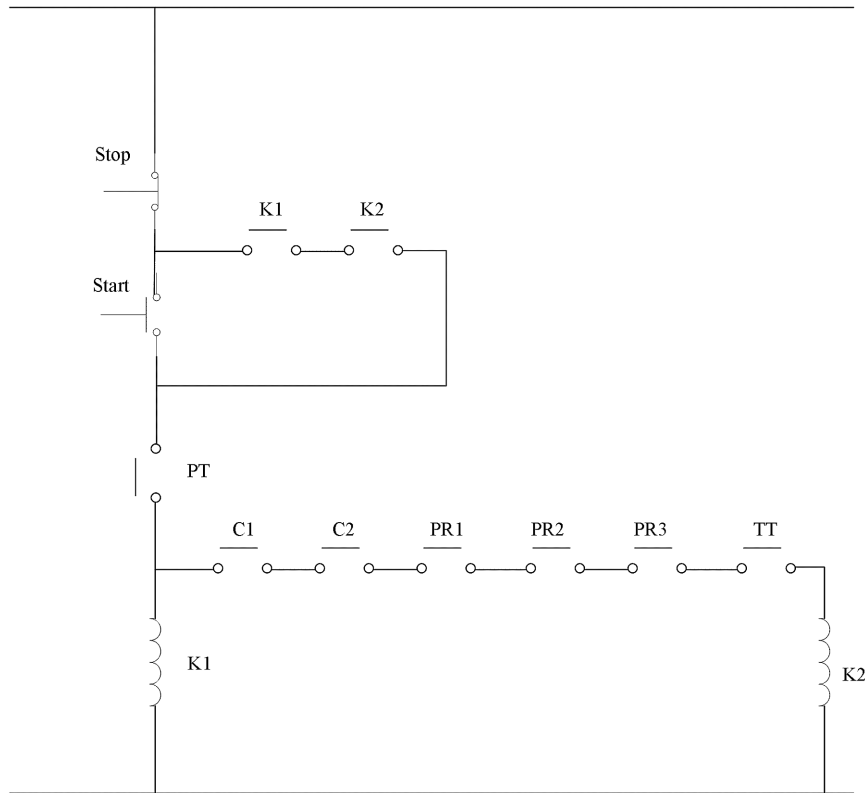 Stop
K1 K2
Start
PT
C1 C2 PR1 PR2 PR3 TT
K1
K2